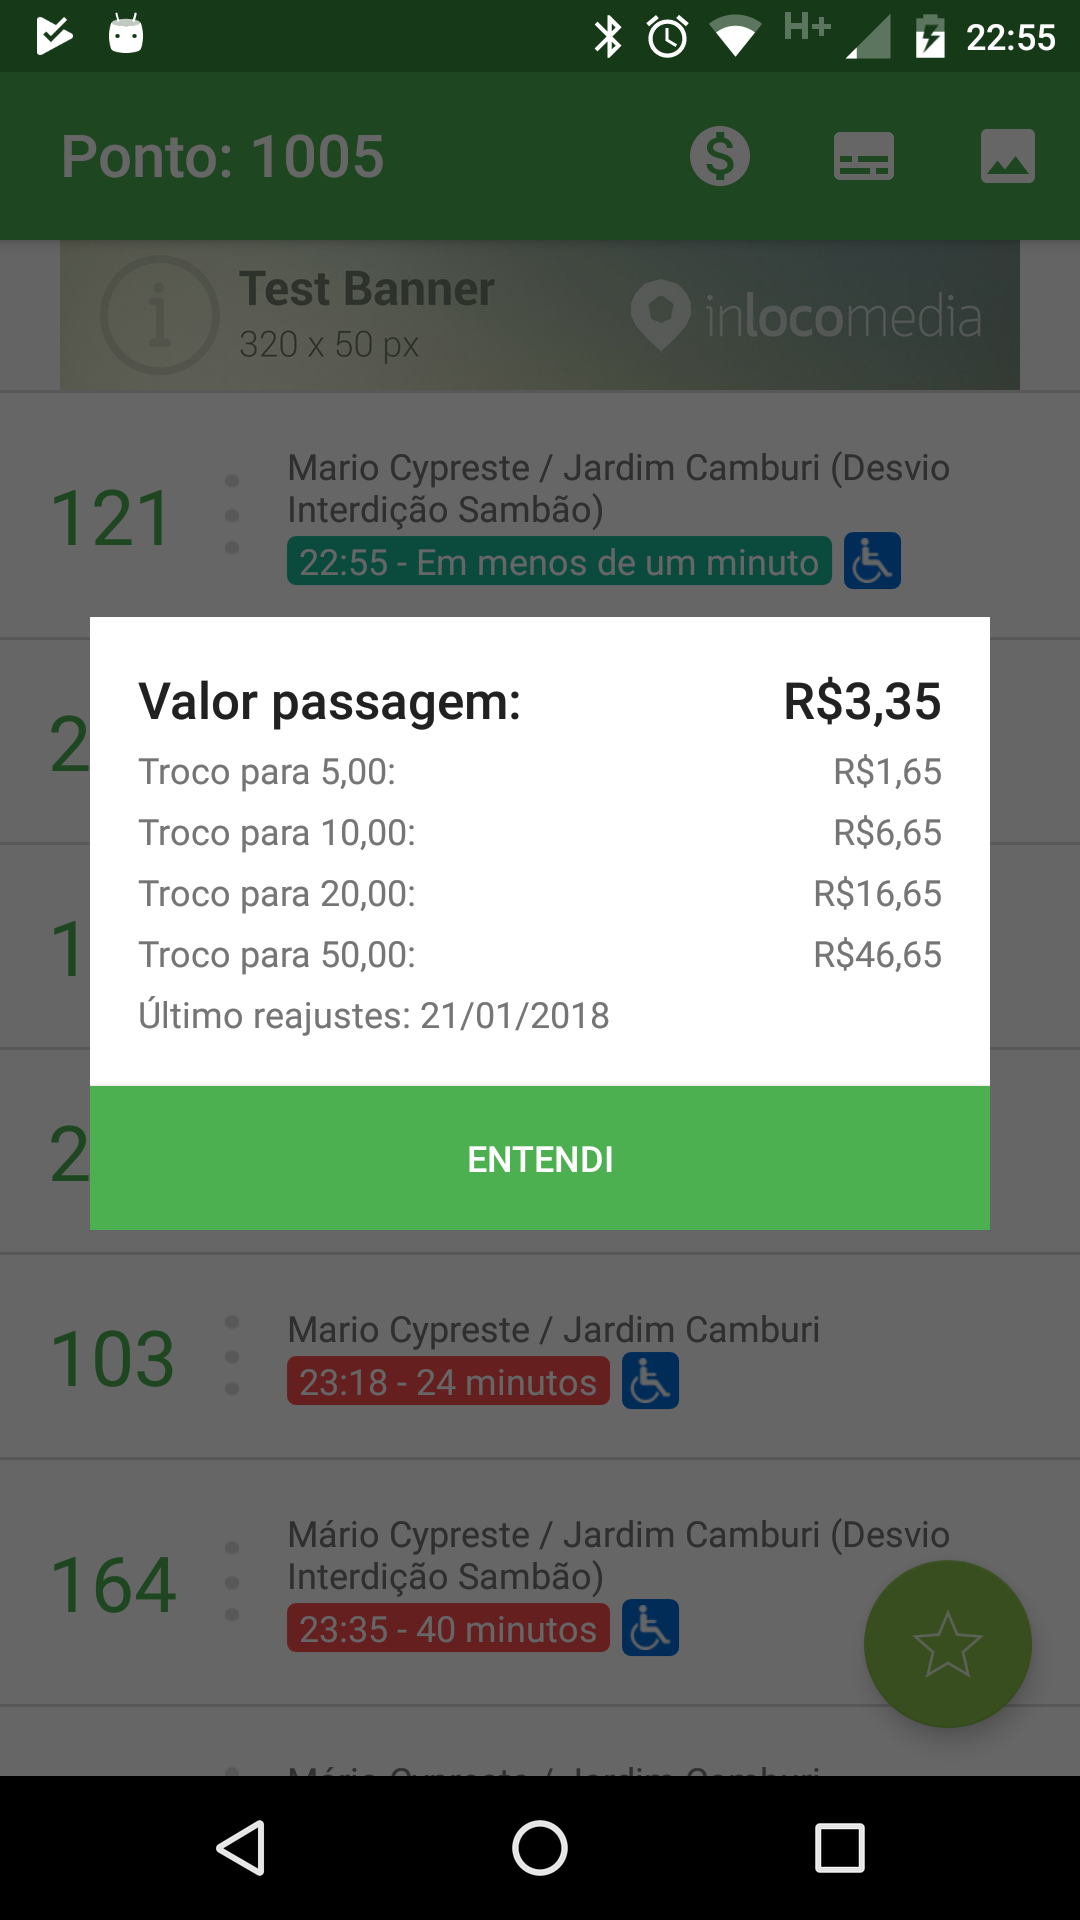 H+ 22:55
Ponto: 1005
Test Banner
320 x 50 px
inlocomedia
Mario Cypreste / Jardim Camburi (Desvio
Interdição Sambão)
121
22:55 - Em menos de um minuto
Valor passagem: R$3,35
Troco para 5,00: R$1,65
Troco para 10,00: R$6,65
Troco para 20,00: R$16,65
Troco para 50,00: R$46,65
Último reajustes: 21/01/2018
ENTENDI
Mario Cypreste / Jardim Camburi
103
23:18 - 24 minutos
Mário Cypreste / Jardim Camburi (Desvio
Interdição Sambão)
164
23:35 - 40 minutos
Mário Cypreste / Jardim Camburi